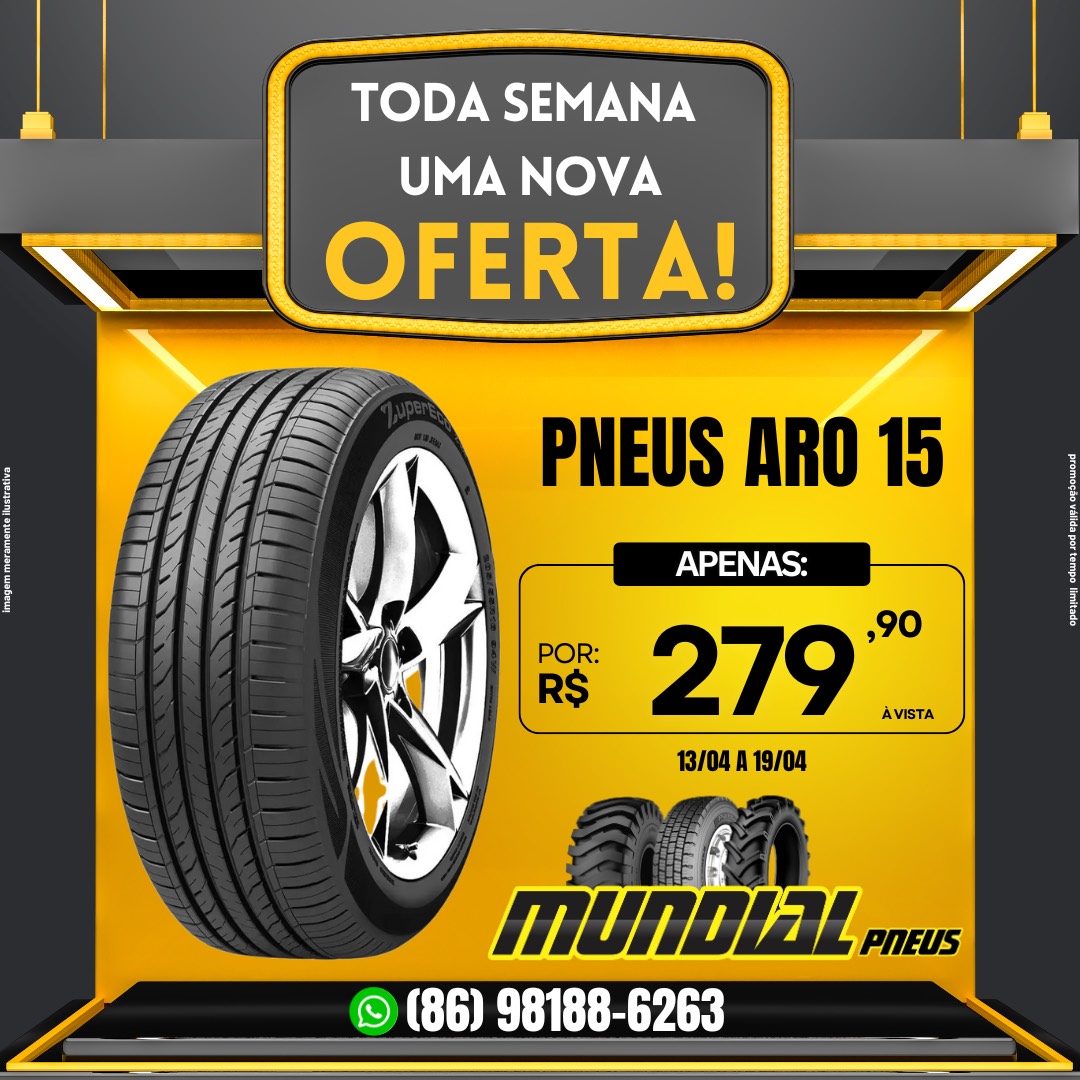 TODA SEMANA
UMA NOVA
OFERTA!
imagem meramente ilustrativa
promoção válida por tempo limitado
PNEUS ARO 15
APENAS:
POR:
R$
279
,90
À VISTA
13/04 A 19/04
MUNDIAL
PNEUS
(86) 98188-6263